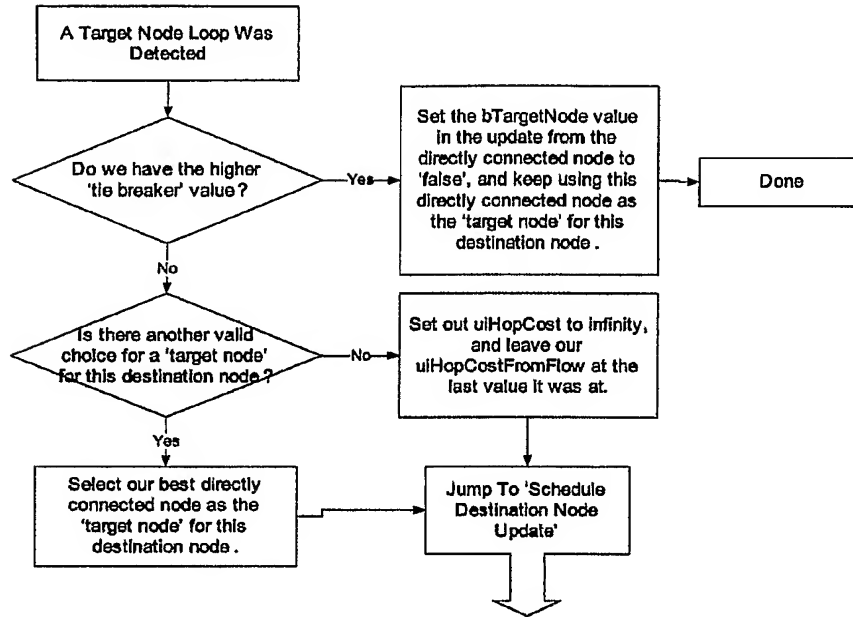 A Target Node Loop Was
Detected
Do we have the higher
'tie breaker' value?
Yes
Set the bTargetNode value
in the update from the
directly connected node to
'false', and keep using this
directly connected node as
the 'target node' for this
destination node .
Done
No
Is there another valid
choice for a 'target node'
for this destination node?
No
Set out uiHopCost to infinity,
and leave our
uiHopCostFromFlow at the
last value it was at.
Yes
Select our best directly
connected node as the
'target node' for this
destination node .
Jump To 'Schedule
Destination Node
Update'